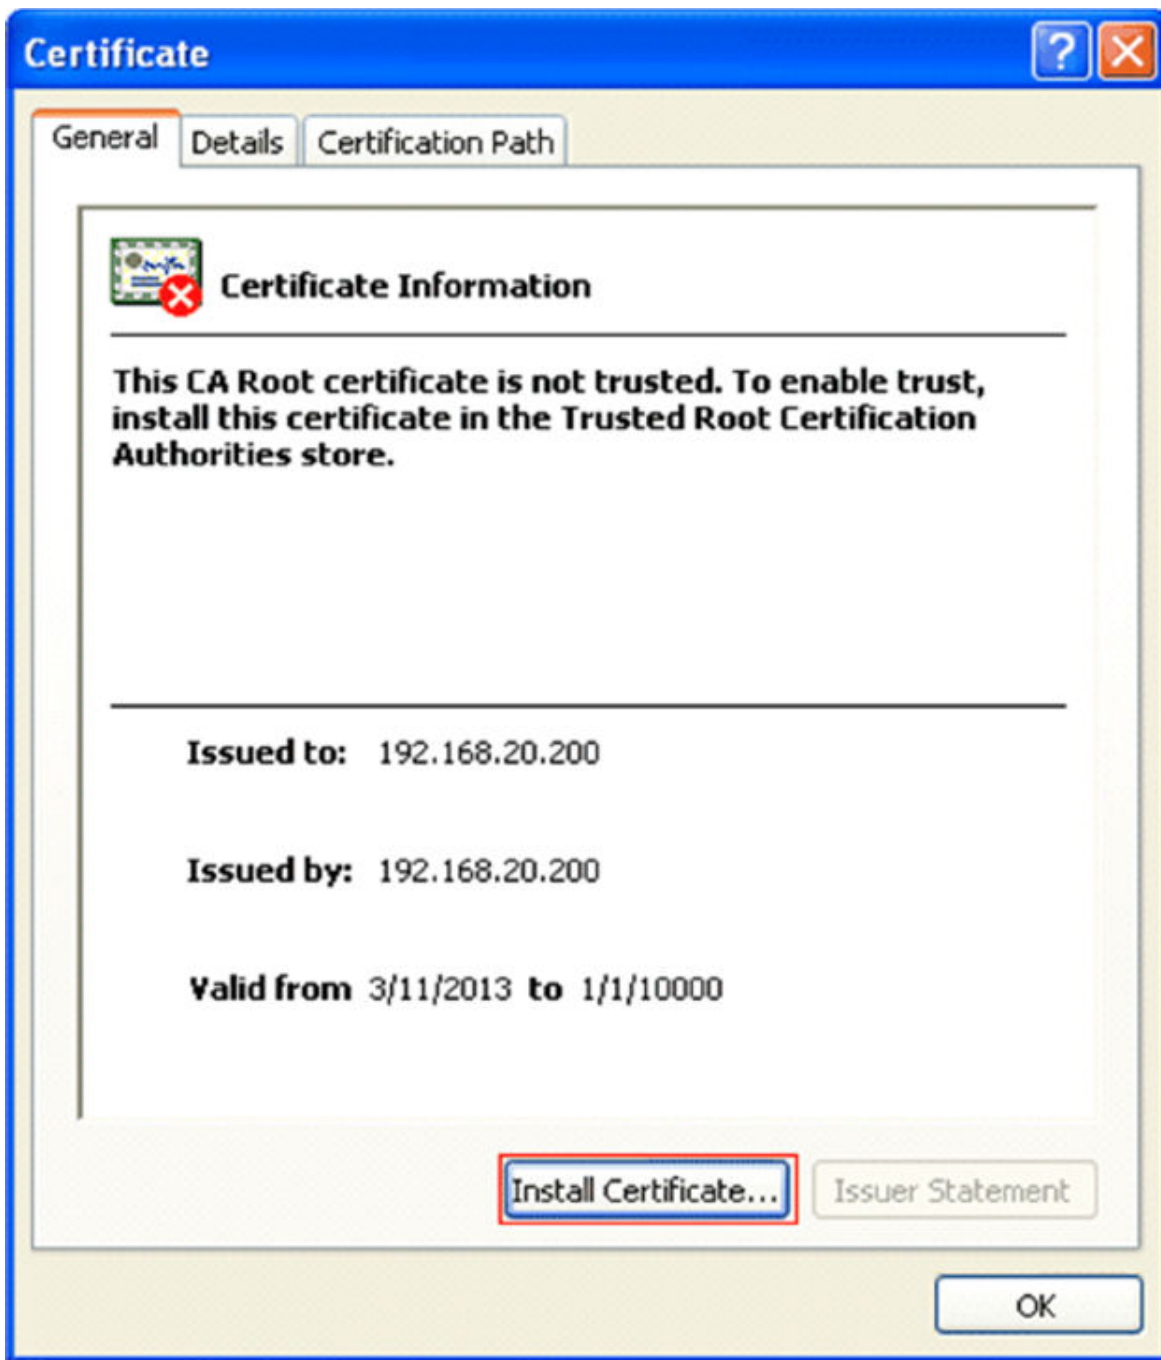 Certificate
General Details Certification Path
Certificate Information
This CA Root certificate is not trusted. To enable trust,
install this certificate in the Trusted Root Certification
Authorities store.
Issued to: 192.168.20.200
Issued by: 192.168.20.200
Valid from 3/11/2013 to 1/1/10000
Install Certificate... Issuer Statement
OK